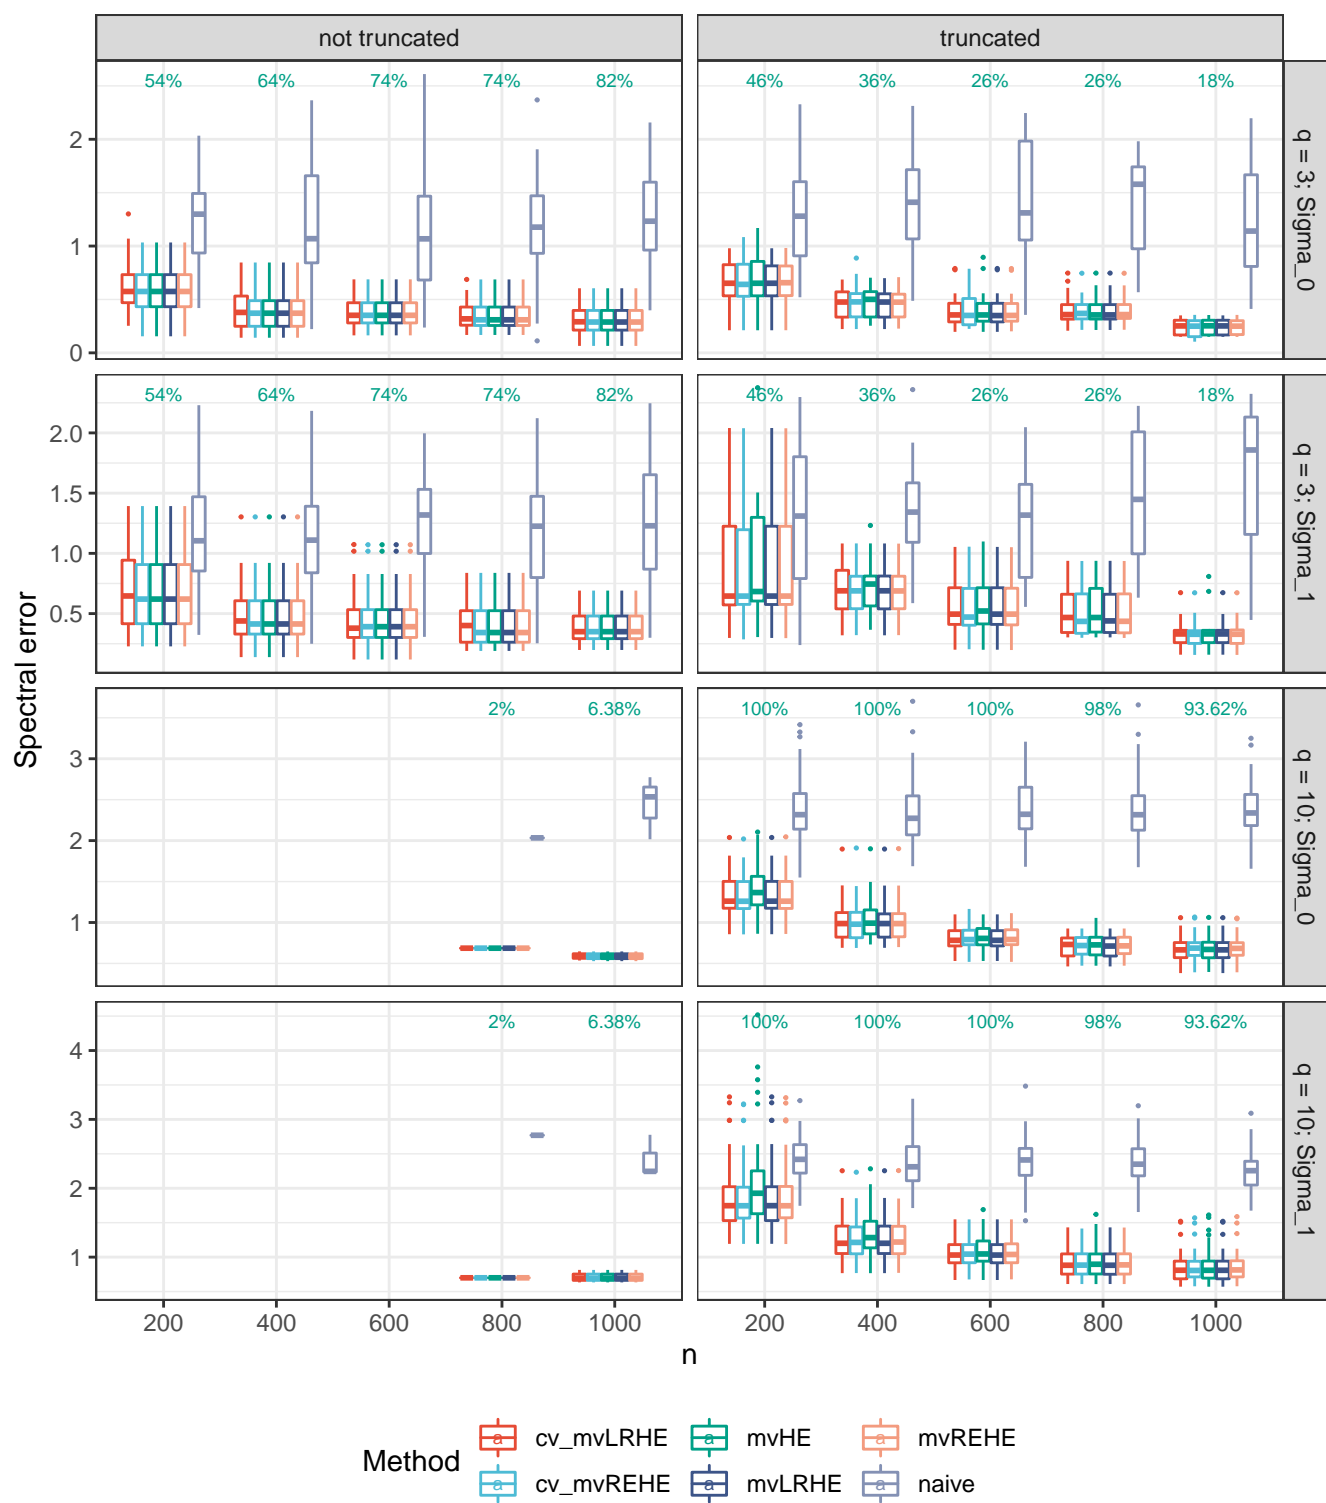 not truncated truncated
54% 64% 74% 74% 82% 46% 36% 26% 26% 18%
2
1
0
q = 3; Sigma_0
54% 64% 74% 74% 82% 46% 36% 26% 26% 18%
2.0
1.5
1.0
0.5
q = 3; Sigma_1
Spectral error
2% 6.38% 100% 100% 100% 98% 93.62%
3
2
1
q = 10; Sigma_0
2% 6.38% 100% 100% 100% 98% 93.62%
4
3
2
1
q = 10; Sigma_1
200 400 600 800 1000 200 400 600 800 1000
n
Method
a cv_mvLRHE a mvHE a mvREHE
a cv_mvREHE a mvLRHE a naive